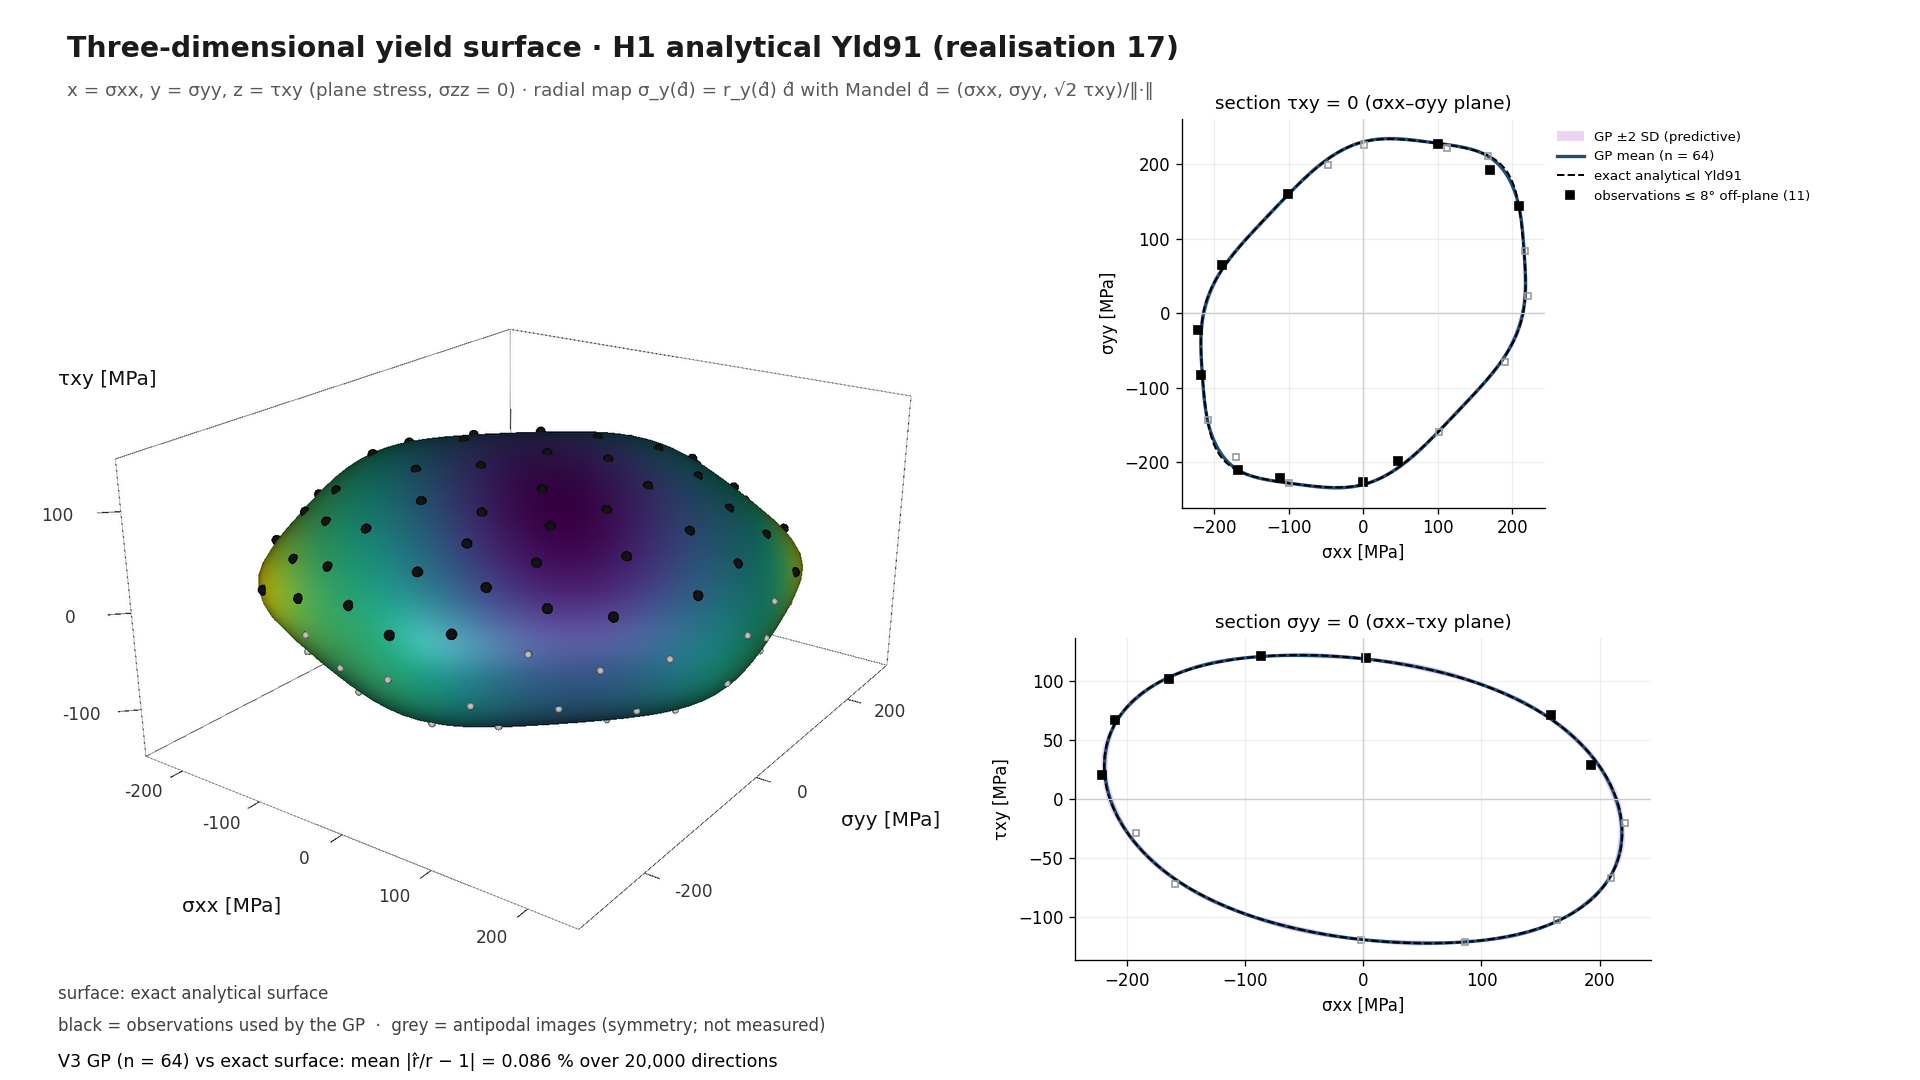 Three-dimensional yield surface · H1 analytical Yld91 (realisation 17)
x = σxx, y = σyy, z = τxy (plane stress, σzz = 0) · radial map σ_y(d̂) = r_y(d̂) d̂ with Mandel d̂ = (σxx, σyy, √2 τxy)/‖·‖
τxy [MPa]
100
0
-100
-200
-100
0
100
200
σxx [MPa]
200
0
-200
σyy [MPa]
section τxy = 0 (σxx–σyy plane)
200
100
0
−100
−200
σyy [MPa]
−200
−100
0
100
200
σxx [MPa]
GP ±2 SD (predictive)
GP mean (n = 64)
exact analytical Yld91
observations ≤ 8° off-plane (11)
section σyy = 0 (σxx–τxy plane)
100
50
0
−50
−100
τxy [MPa]
−200
−100
0
100
200
σxx [MPa]
surface: exact analytical surface
black = observations used by the GP · grey = antipodal images (symmetry; not measured)
V3 GP (n = 64) vs exact surface: mean |r̂/r − 1| = 0.086 % over 20,000 directions